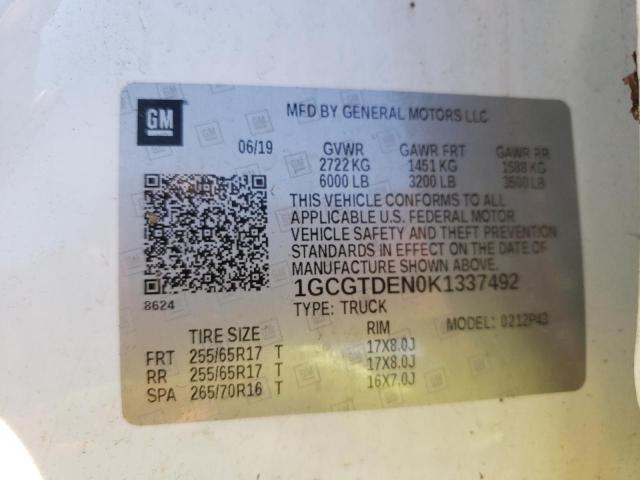 GM
MFD BY GENERAL MOTORS LLC
06/19 GVWR GAWR FRT GAWR RR
2722 KG 1451 KG 1588 KG
6000 LB 3200 LB 3500 LB
THIS VEHICLE CONFORMS TO ALL
APPLICABLE U.S. FEDERAL MOTOR
VEHICLE SAFETY AND THEFT PREVENTION
STANDARDS IN EFFECT ON THE DATE OF
MANUFACTURE SHOWN ABOVE.
8624 1GCGTDEN0K1337492
TYPE: TRUCK MODEL: 0212P43
TIRE SIZE RIM
FRT 255/65R17 T 17X8.0J
RR 255/65R17 T 17X8.0J
SPA 265/70R16 T 16X7.0J